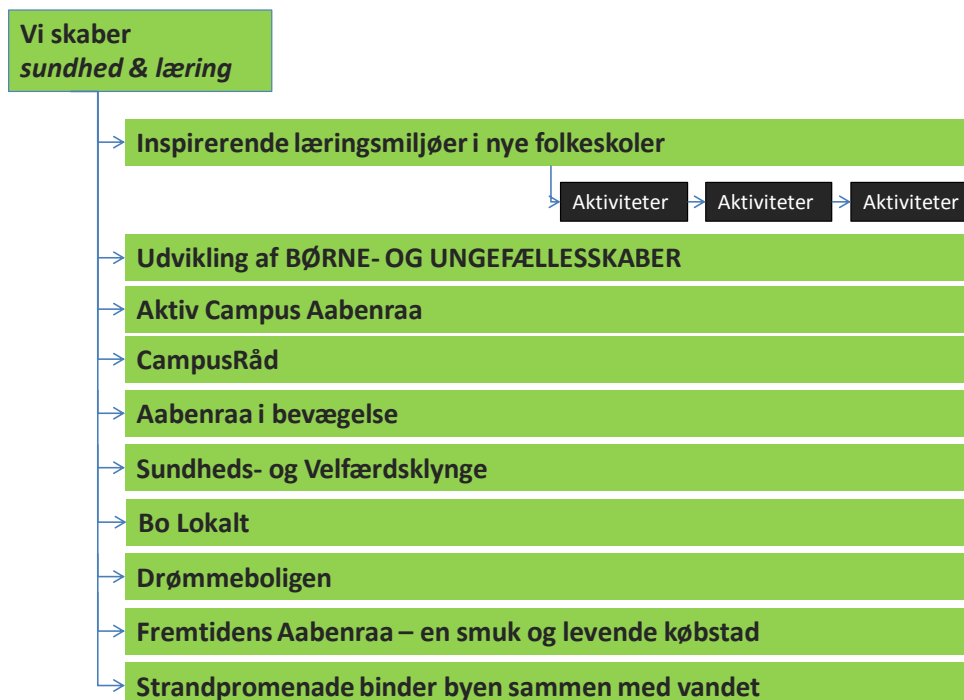 Vi skaber
sundhed & læring
Inspirerende læringsmiljøer i nye folkeskoler
Aktiviteter Aktiviteter Aktiviteter
Udvikling af BØRNE- OG UNGEFÆLLESSKABER
Aktiv Campus Aabenraa
CampusRåd
Aabenraa i bevægelse
Sundheds- og Velfærdsklynge
Bo Lokalt
Drømmeboligen
Fremtidens Aabenraa – en smuk og levende købstad
Strandpromenade binder byen sammen med vandet